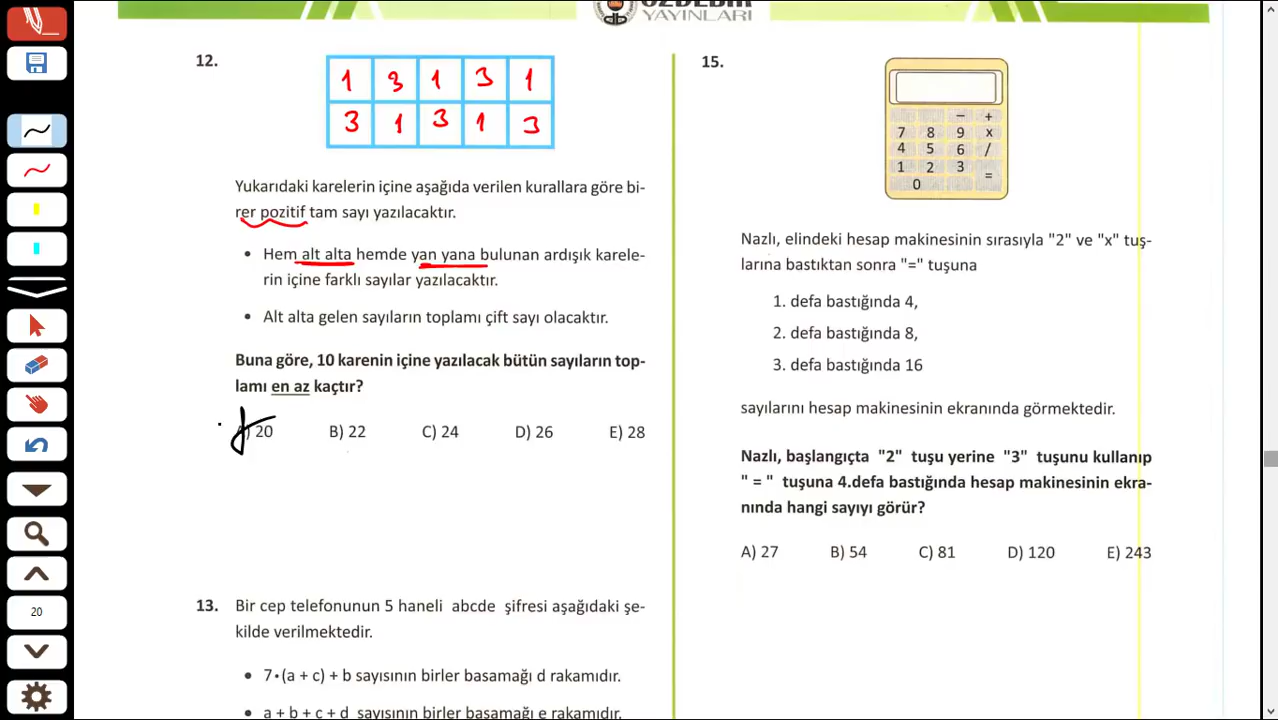 ÖZDEBİR
YAYINLARI
12.
1 3 1 3 1
3 1 3 1 3
Yukarıdaki karelerin içine aşağıda verilen kurallara göre bi-
rer pozitif tam sayı yazılacaktır.
• Hem alt alta hemde yan yana bulunan ardışık karele-
rin içine farklı sayılar yazılacaktır.
• Alt alta gelen sayıların toplamı çift sayı olacaktır.
Buna göre, 10 karenin içine yazılacak bütün sayıların top-
lamı en az kaçtır?
A) 20 B) 22 C) 24 D) 26 E) 28
13. Bir cep telefonunun 5 haneli abcde şifresi aşağıdaki şe-
kilde verilmektedir.
• 7·(a + c) + b sayısının birler basamağı d rakamıdır.
• a + b + c + d sayısının birler basamağı e rakamıdır.
15.
− +
7 8 9 x
4 5 6 /
1 2 3 =
0
Nazlı, elindeki hesap makinesinin sırasıyla "2" ve "x" tuş-
larına bastıktan sonra "=" tuşuna
1. defa bastığında 4,
2. defa bastığında 8,
3. defa bastığında 16
sayılarını hesap makinesinin ekranında görmektedir.
Nazlı, başlangıçta "2" tuşu yerine "3" tuşunu kullanıp
" = " tuşuna 4.defa bastığında hesap makinesinin ekra-
nında hangi sayıyı görür?
A) 27 B) 54 C) 81 D) 120 E) 243
20